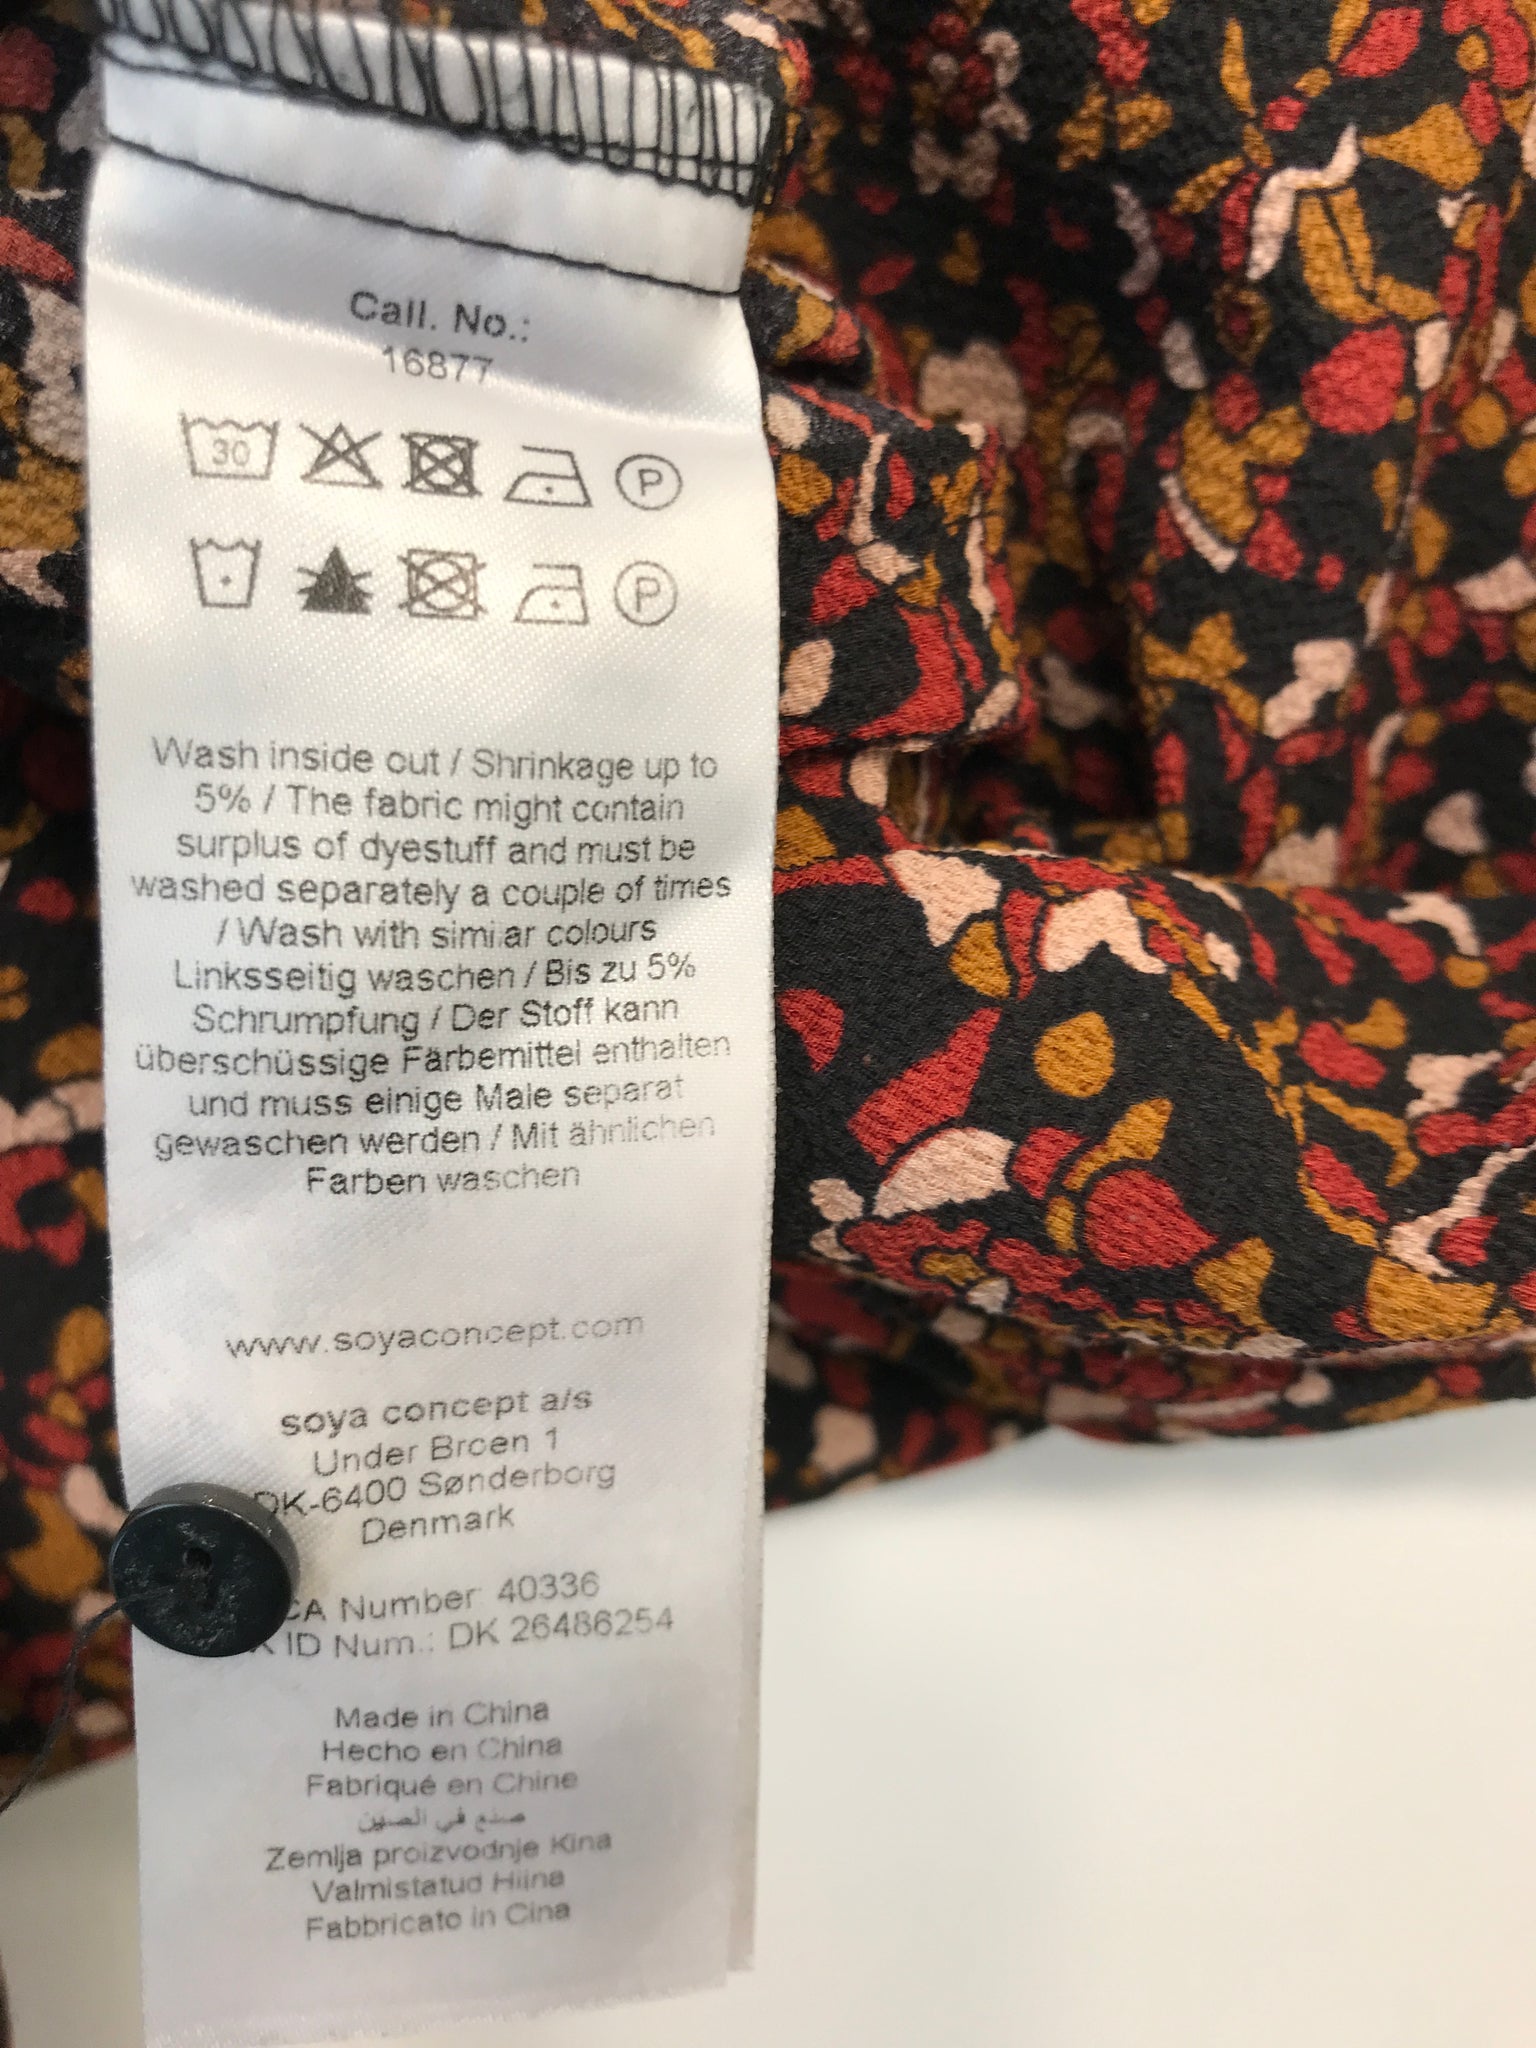 Call. No.:
16877
30
P
P
Wash inside out / Shrinkage up to
5% / The fabric might contain
surplus of dyestuff and must be
washed separately a couple of times
/ Wash with similar colours
Linksseitig waschen / Bis zu 5%
Schrumpfung / Der Stoff kann
überschüssige Färbemittel enthalten
und muss einige Male separat
gewaschen werden / Mit ähnlichen
Farben waschen
www.soyaconcept.com
soya concept a/s
Under Broen 1
DK-6400 Sønderborg
Denmark
CA Number 40336
ID Num.: DK 26486254
Made in China
Hecho en China
Fabriqué en Chine
صنع في الصين
Zemlja proizvodnje Kina
Valmistatud Hiina
Fabbricato in Cina